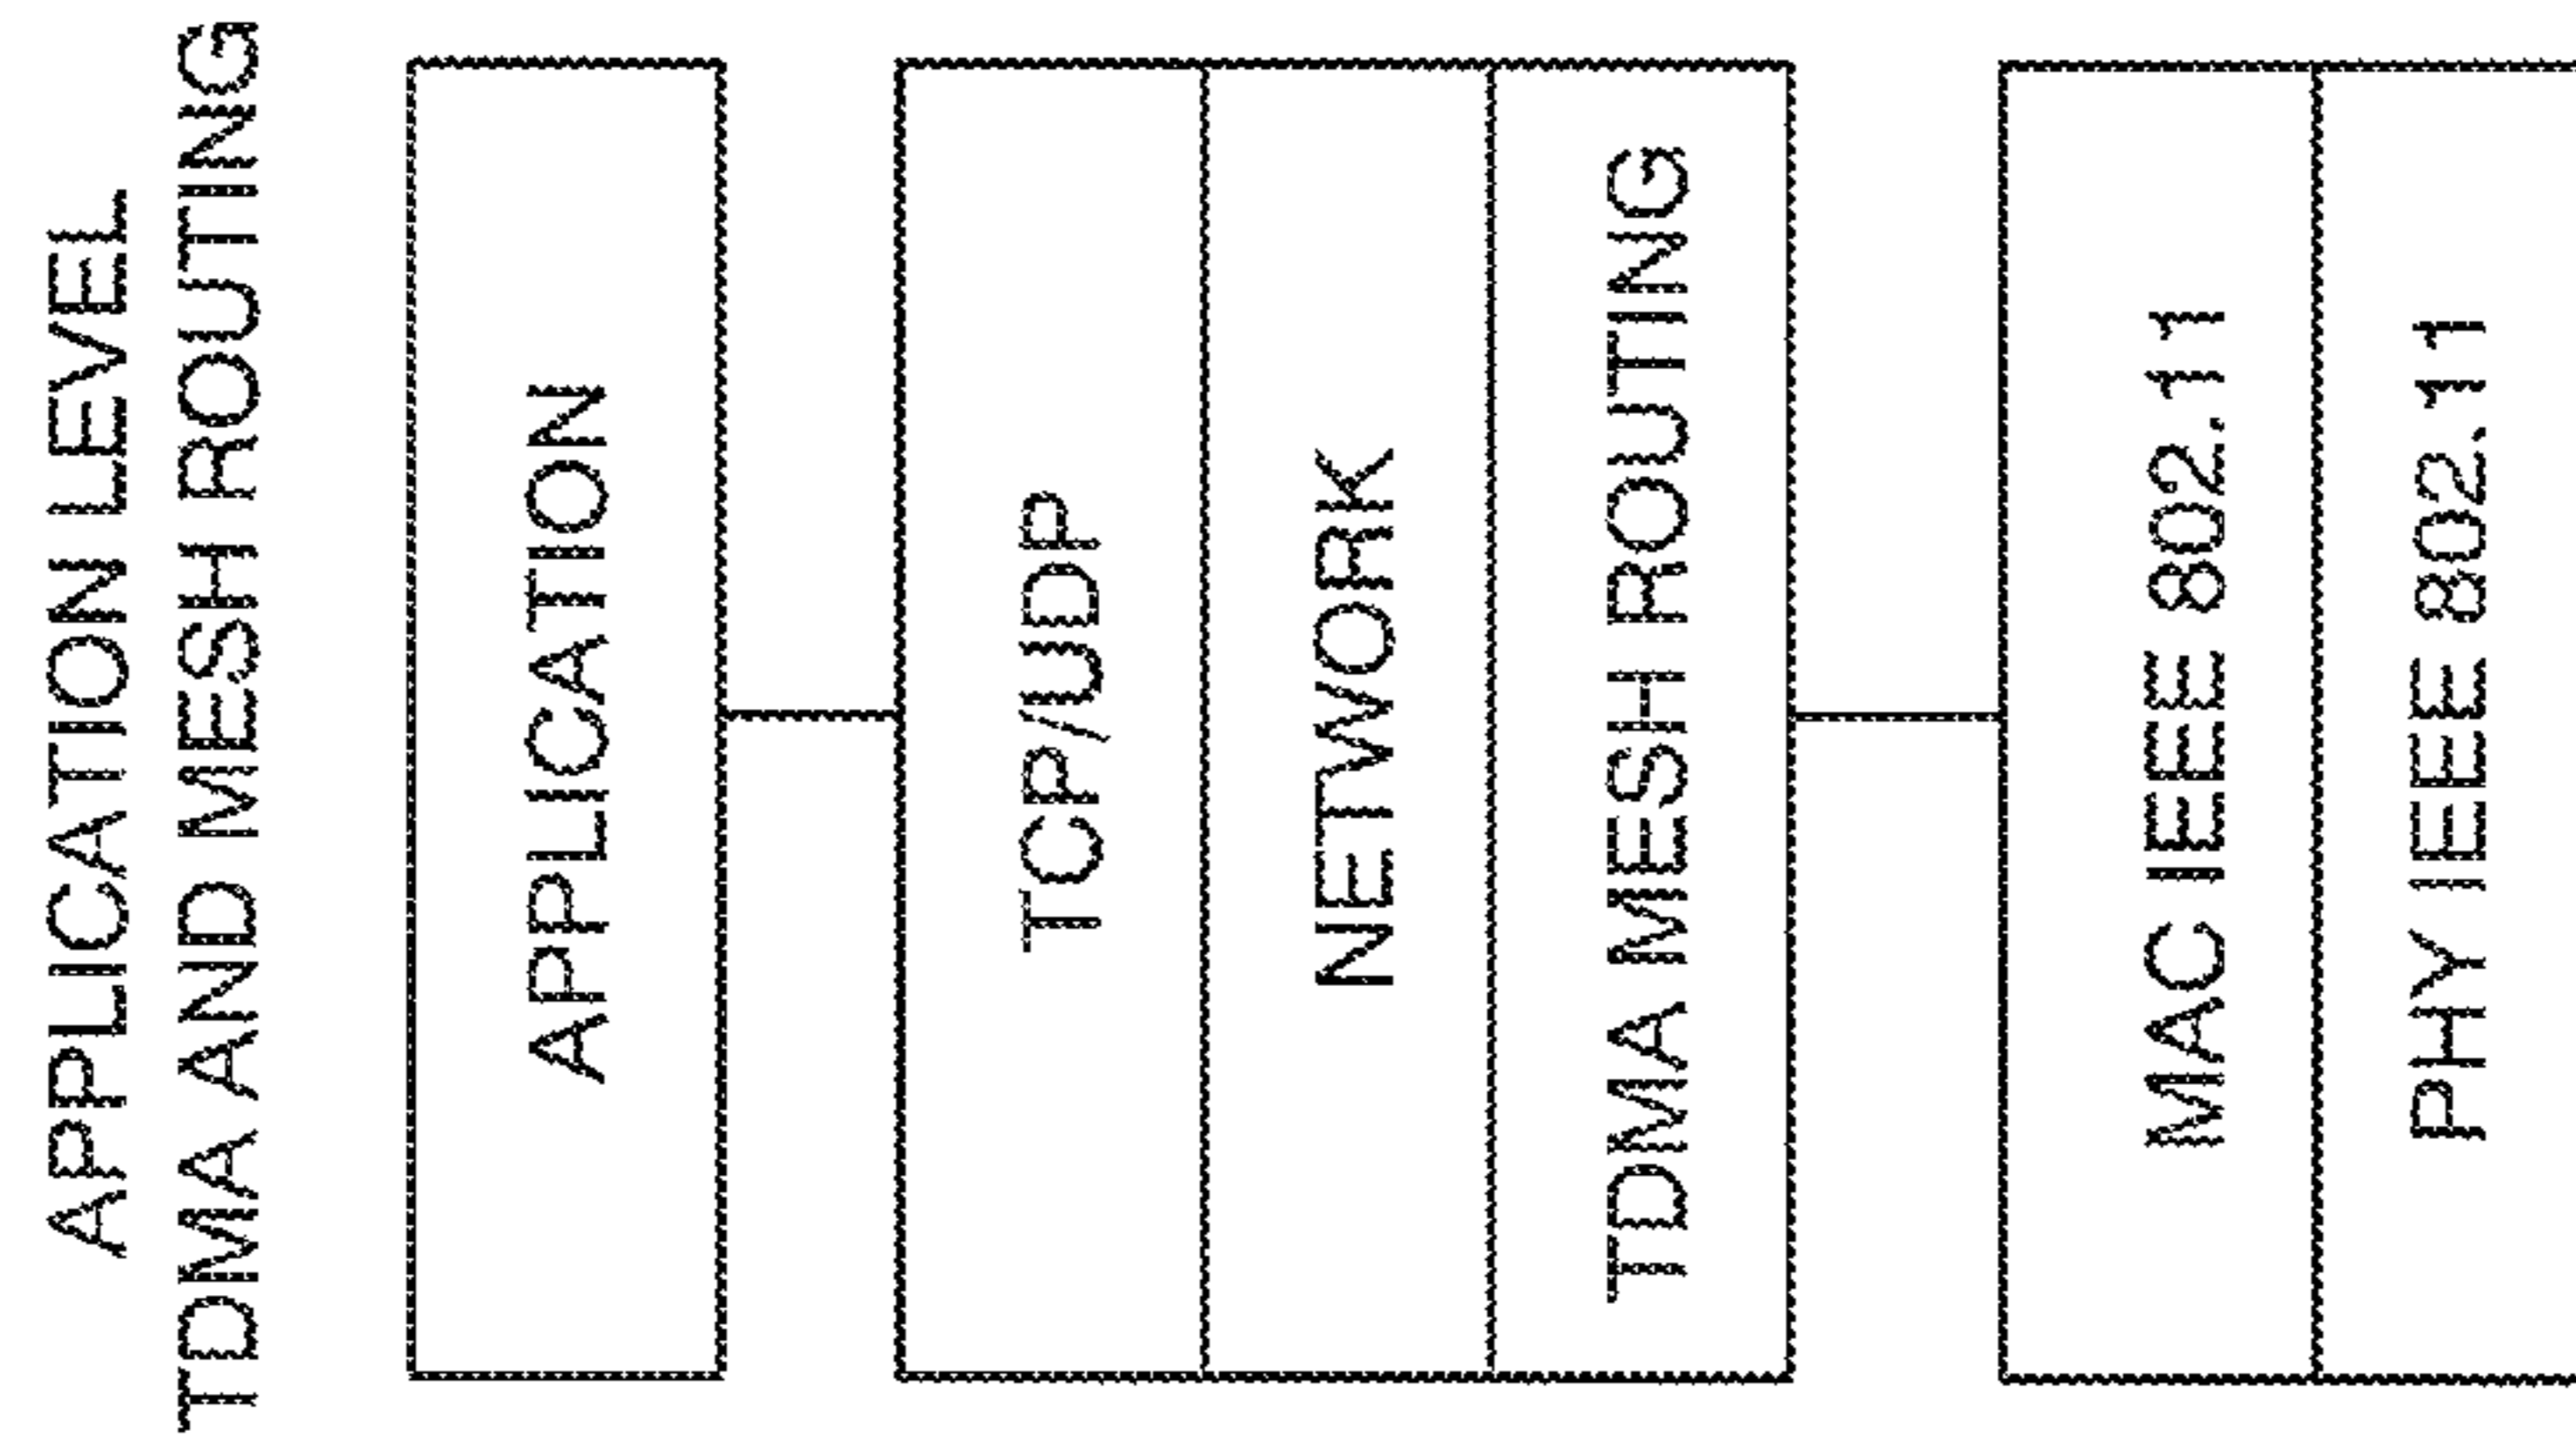 APPLICATION LEVEL
TDMA AND MESH ROUTING
APPLICATION
TCP/UDP
NETWORK
TDMA MESH ROUTING
MAC IEEE 802.11
PHY IEEE 802.11